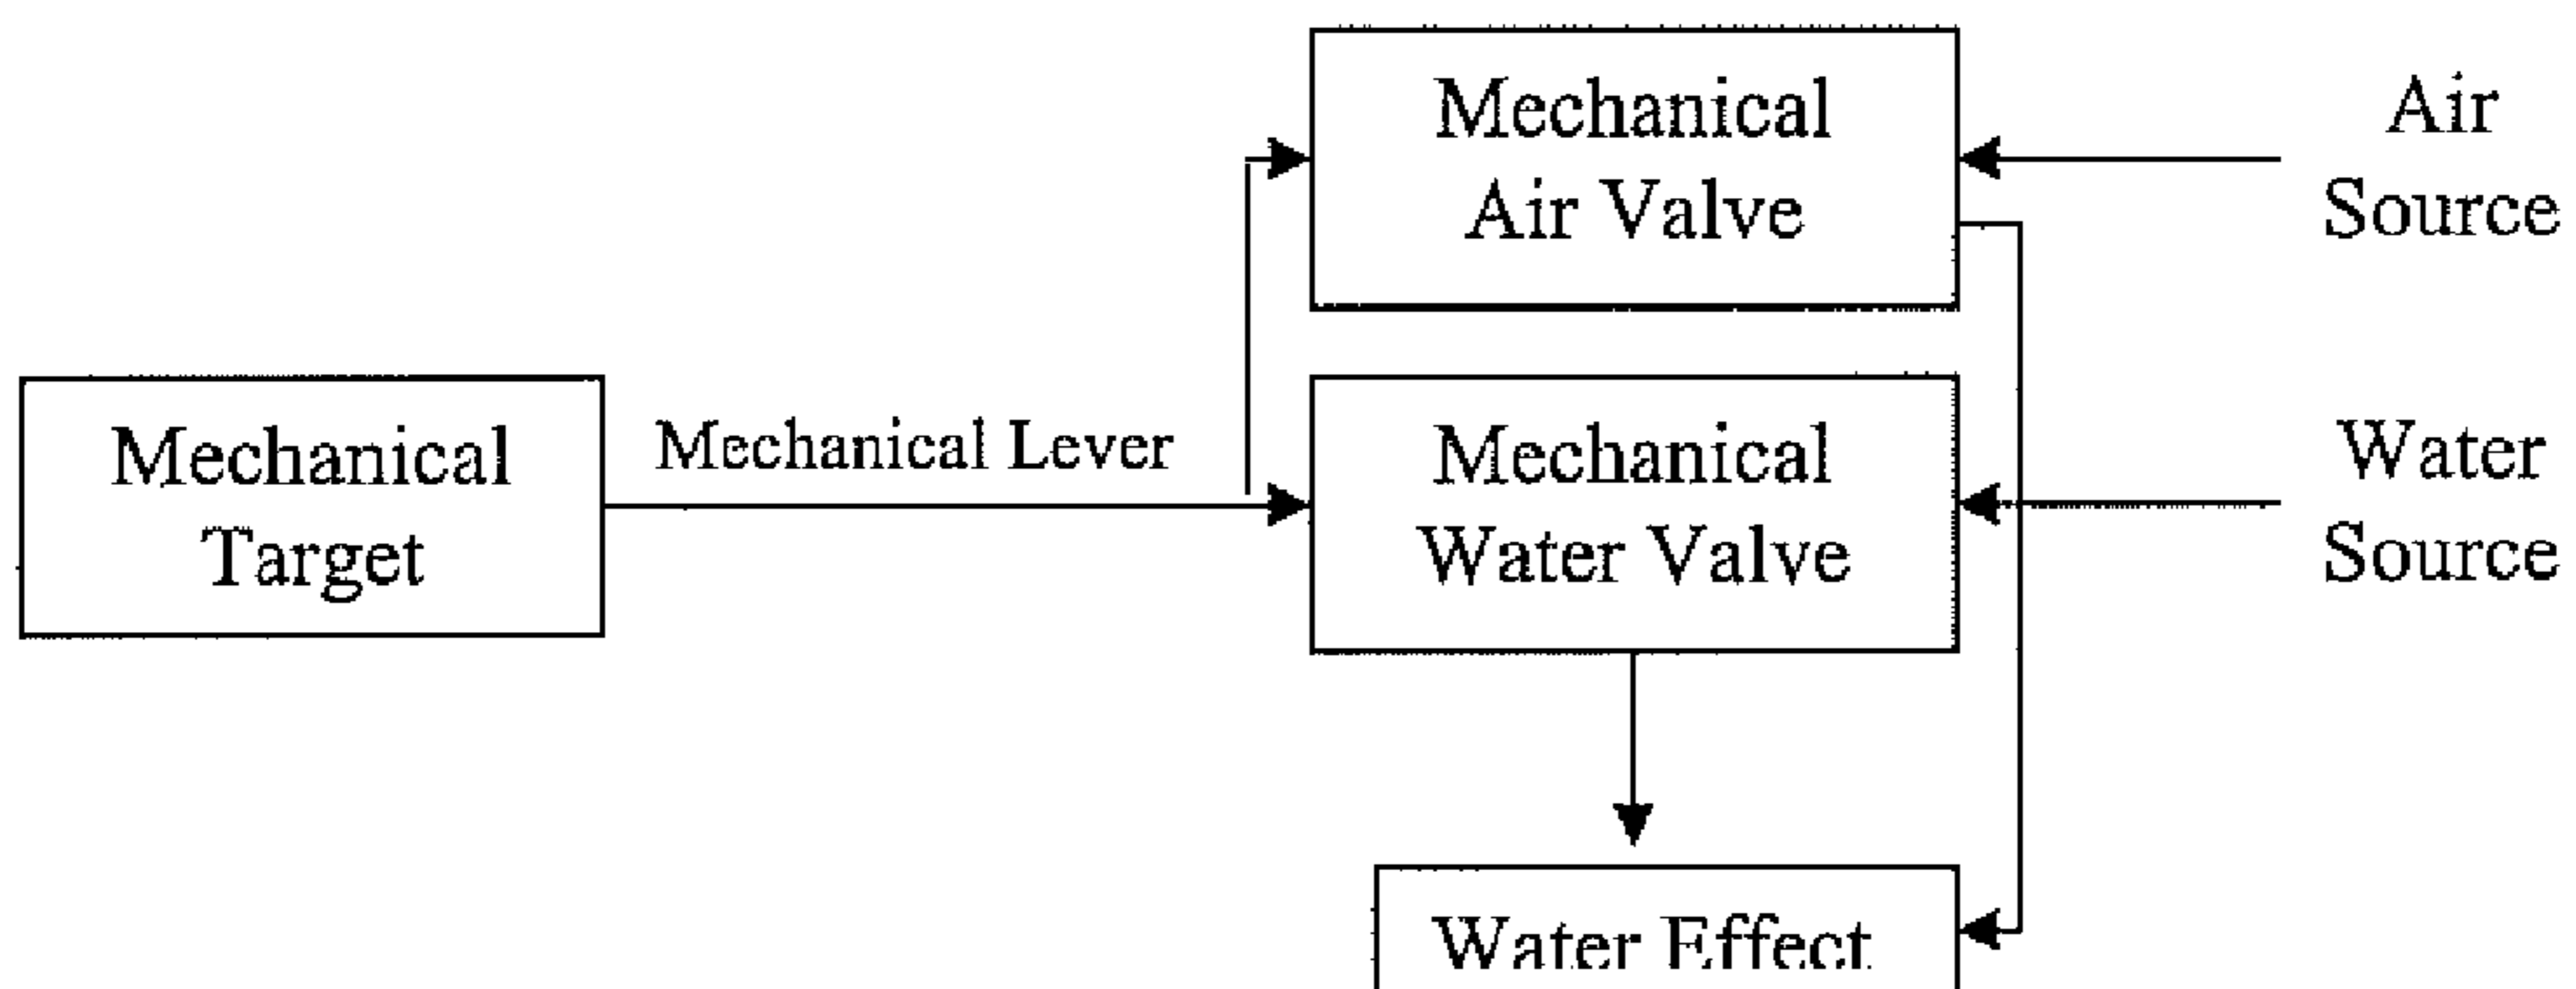 Mechanical
Air Valve
Air
Source
Mechanical
Target
Mechanical Lever
Mechanical
Water Valve
Water
Source
Water Effect